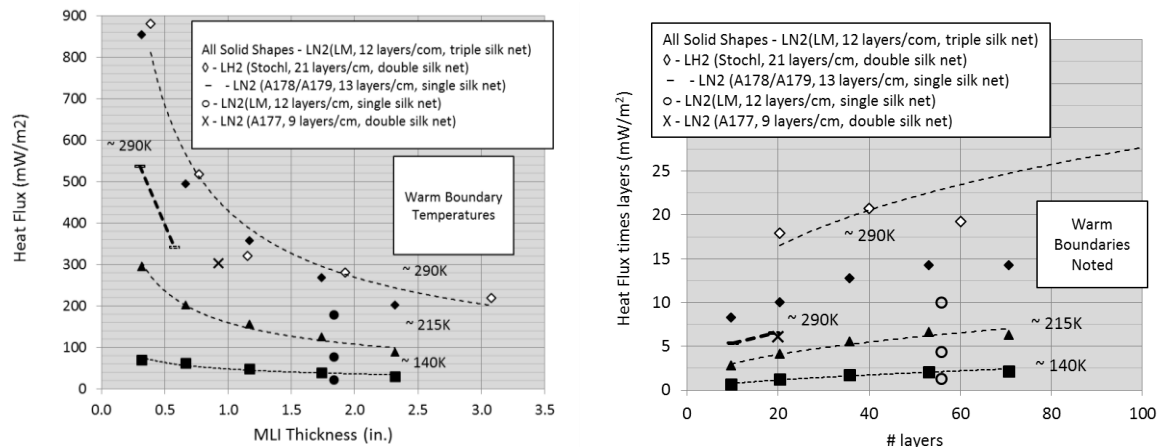 900
800
700
600
500
400
300
200
100
0
Heat Flux (mW/m2)
All Solid Shapes - LN2(LM, 12 layers/com, triple silk net)
◇ - LH2 (Stochl, 21 layers/cm, double silk net)
– - LN2 (A178/A179, 13 layers/cm, single silk net)
O - LN2(LM, 12 layers/cm, single silk net)
X - LN2 (A177, 9 layers/cm, double silk net)
~ 290K
Warm Boundary
Temperatures
~ 290K
~ 215K
~ 140K
0.0 0.5 1.0 1.5 2.0 2.5 3.0 3.5
MLI Thickness (in.)
All Solid Shapes - LN2(LM, 12 layers/com, triple silk net)
◇ - LH2 (Stochl, 21 layers/cm, double silk net)
– - LN2 (A178/A179, 13 layers/cm, single silk net)
O - LN2(LM, 12 layers/cm, single silk net)
X - LN2 (A177, 9 layers/cm, double silk net)
Heat Flux times layers (mW/m²)
25
20
15
10
5
0
~ 290K
Warm
Boundaries
Noted
~ 290K
~ 215K
~ 140K
0 20 40 60 80 100
# layers